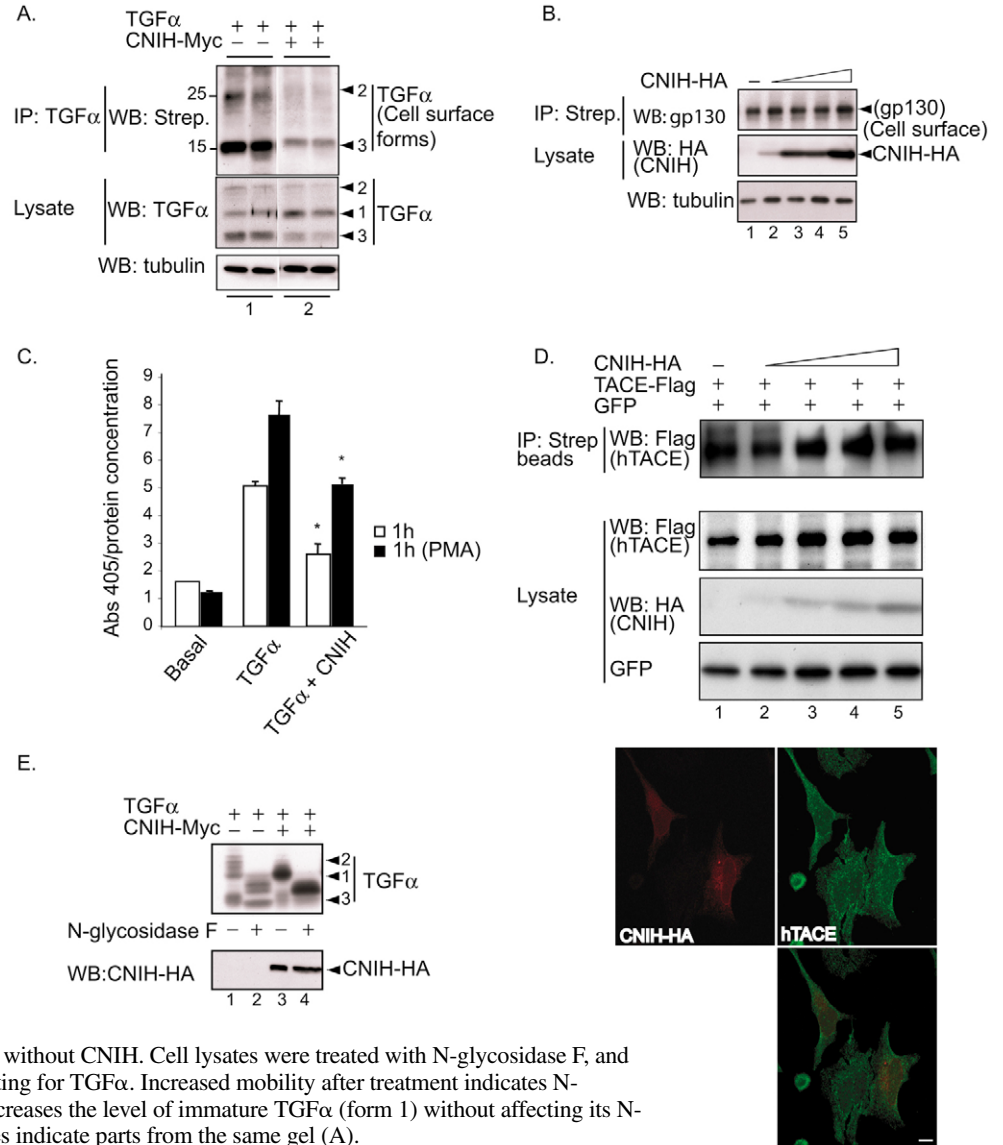 A.
TGFα + + + +
CNIH-Myc – – + +
IP: TGFα WB: Strep.
25
15
2
3
TGFα
(Cell surface
forms)
Lysate WB: TGFα
2
1
3
TGFα
WB: tubulin
1 2
B.
CNIH-HA –
IP: Strep. WB: gp130
(gp130)
(Cell surface)
Lysate WB: HA
(CNIH)
CNIH-HA
WB: tubulin
1 2 3 4 5
C.
Abs 405/protein concentration
9
8
7
6
5
4
3
2
1
0
* *
1h
1h (PMA)
Basal
TGFα
TGFα + CNIH
D.
CNIH-HA –
TACE-Flag + + + + +
GFP + + + + +
IP: Strep
beads
WB: Flag
(hTACE)
Lysate
WB: Flag
(hTACE)
WB: HA
(CNIH)
GFP
1 2 3 4 5
CNIH-HA
hTACE
E.
TGFα + + + +
CNIH-Myc – – + +
2
1
3
TGFα
N-glycosidase F – + – +
WB:CNIH-HA
CNIH-HA
1 2 3 4
without CNIH. Cell lysates were treated with N-glycosidase F, and
ting for TGFα. Increased mobility after treatment indicates N-
creases the level of immature TGFα (form 1) without affecting its N-
es indicate parts from the same gel (A).